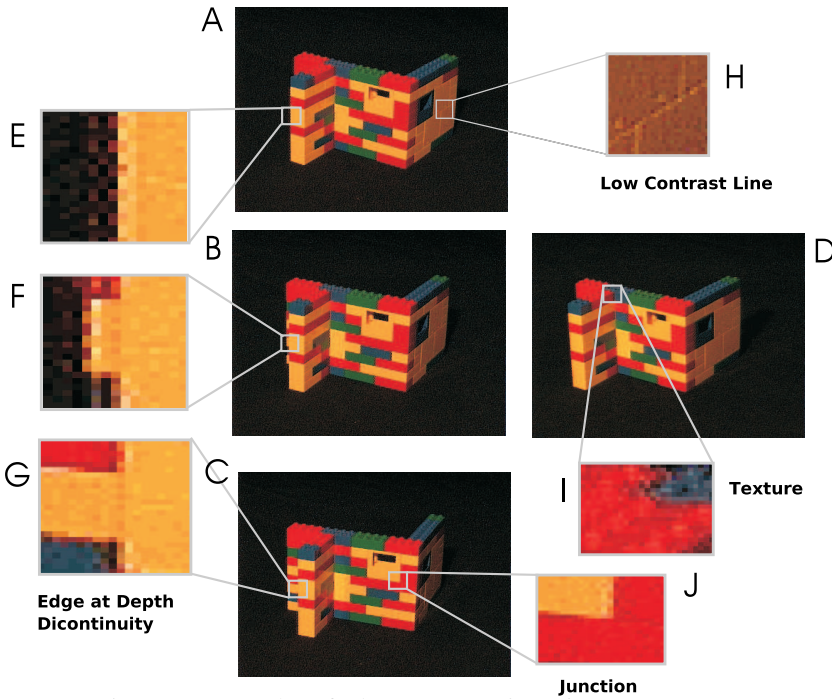 A
E
H
Low Contrast Line
B
D
F
G
C
I
Texture
Edge at Depth
Dicontinuity
J
Junction